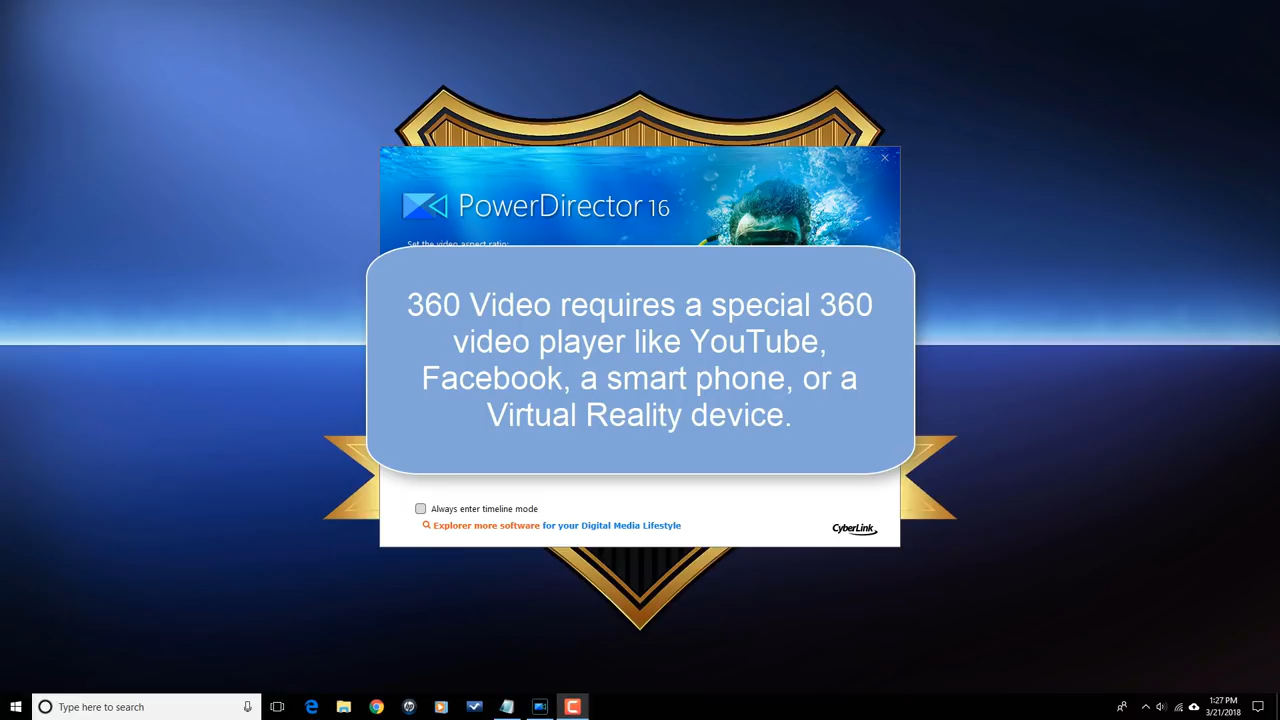 PowerDirector 16
Set the video aspect ratio:
360 Video requires a special 360
video player like YouTube,
Facebook, a smart phone, or a
Virtual Reality device.
Always enter timeline mode
Explorer more software for your Digital Media Lifestyle
CyberLink
Type here to search
1:27 PM
3/21/2018